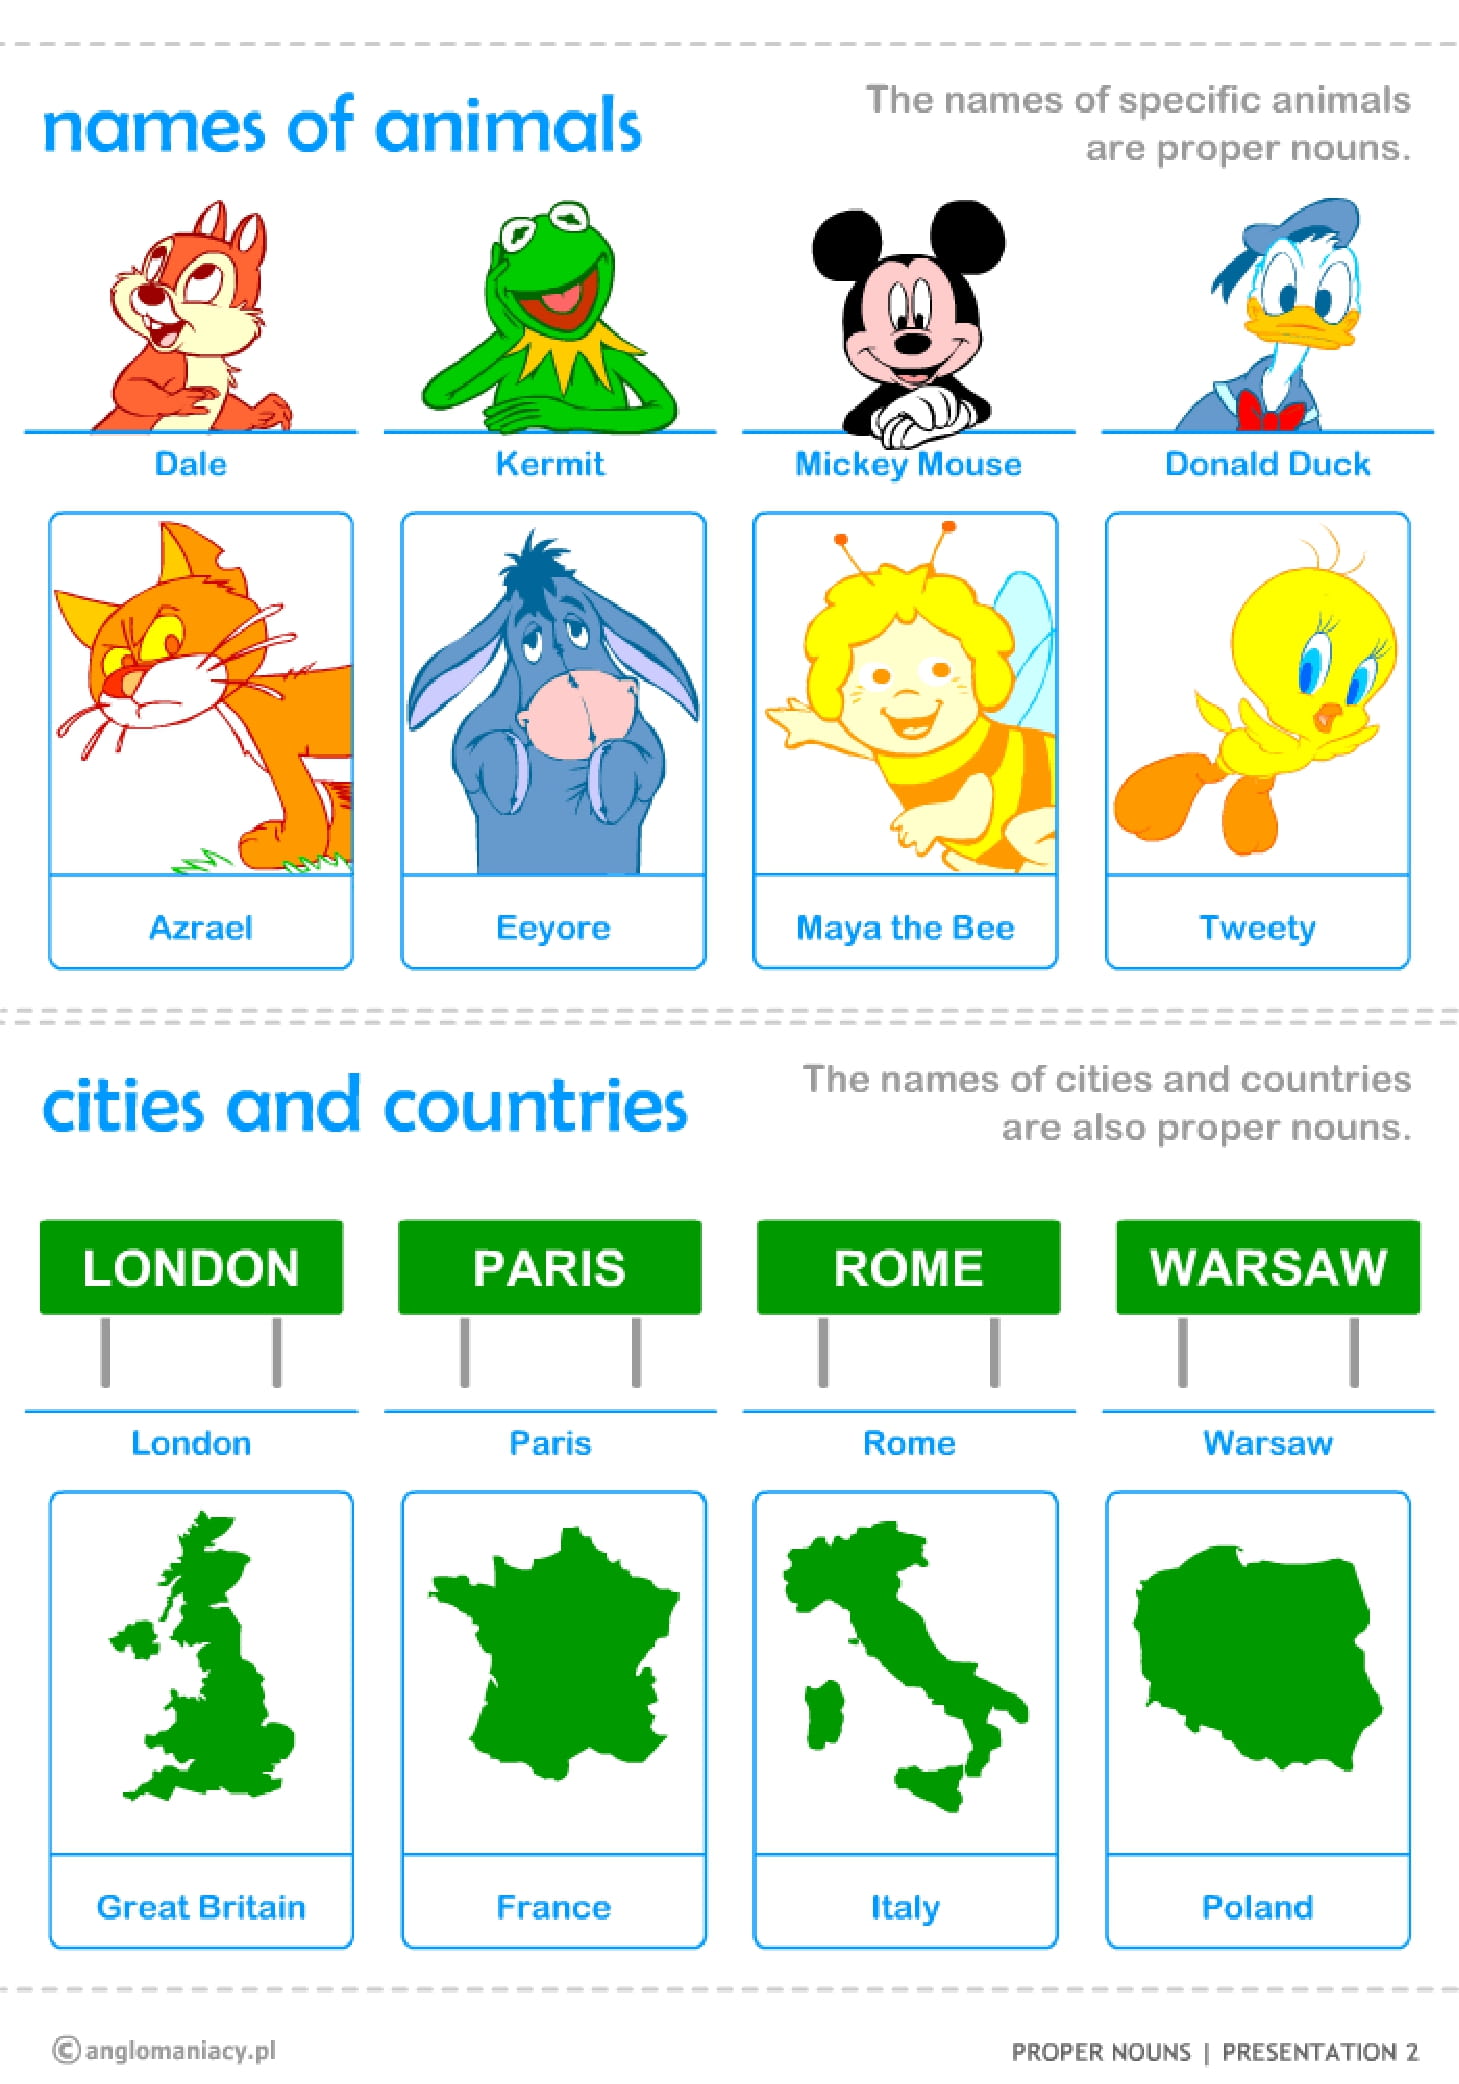 names of animals
The names of specific animals
are proper nouns.
Dale
Kermit
Mickey Mouse
Donald Duck
Azrael
Eeyore
Maya the Bee
Tweety
cities and countries
The names of cities and countries
are also proper nouns.
LONDON
PARIS
ROME
WARSAW
London
Paris
Rome
Warsaw
Great Britain
France
Italy
Poland
© anglomaniacy.pl
PROPER NOUNS | PRESENTATION 2